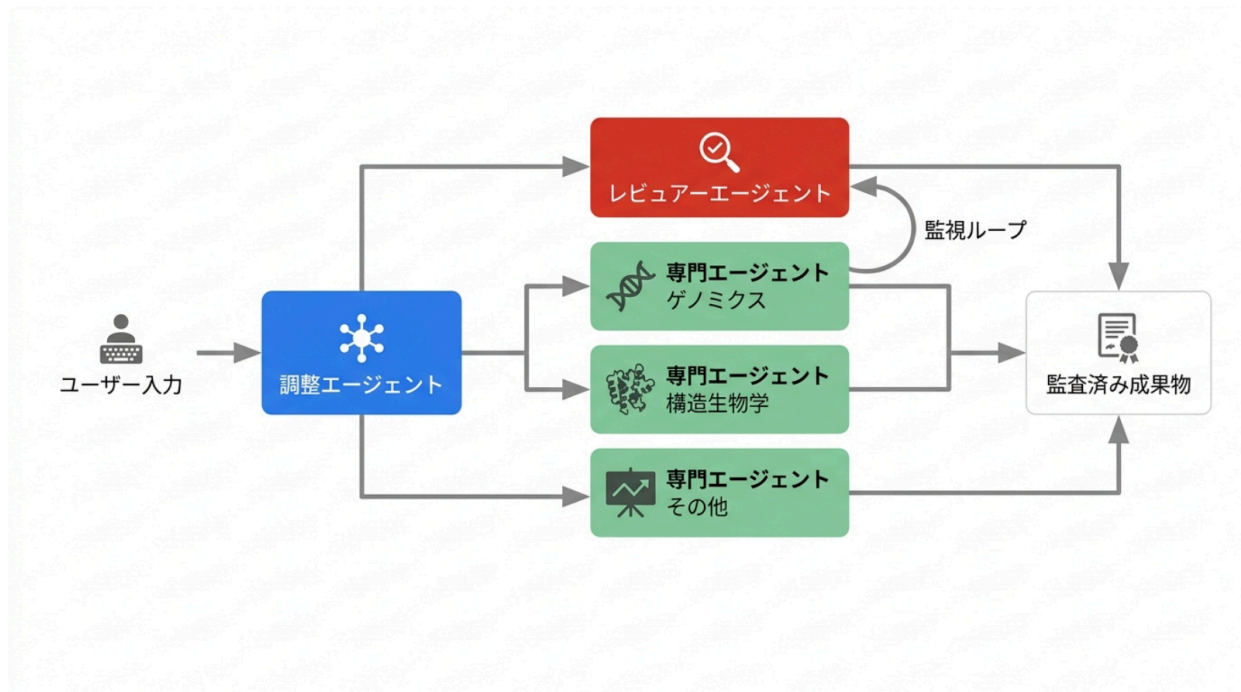 レビュアーエージェント
監視ループ
専門エージェント
ゲノミクス
ユーザー入力
調整エージェント
専門エージェント
構造生物学
監査済み成果物
専門エージェント
その他